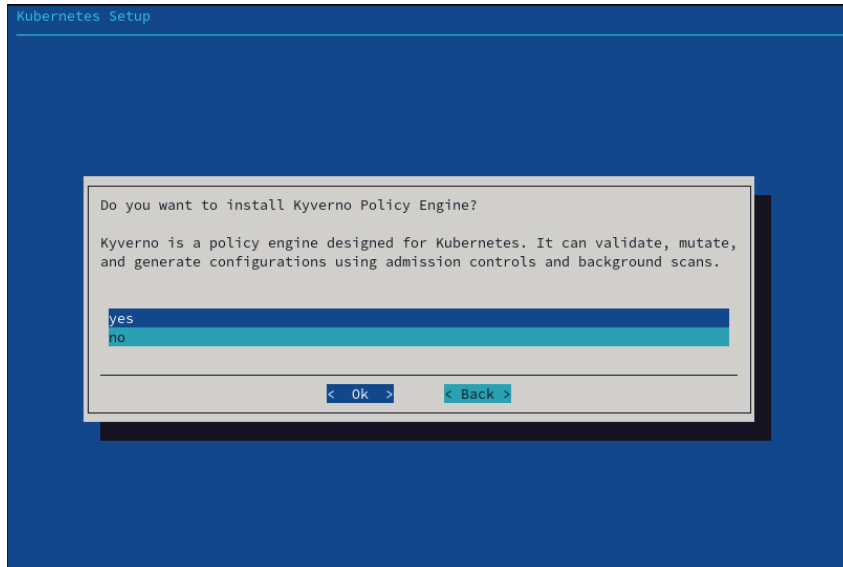 Kubernetes Setup
Do you want to install Kyverno Policy Engine?
Kyverno is a policy engine designed for Kubernetes. It can validate, mutate,
and generate configurations using admission controls and background scans.
yes
no
< Ok > < Back >